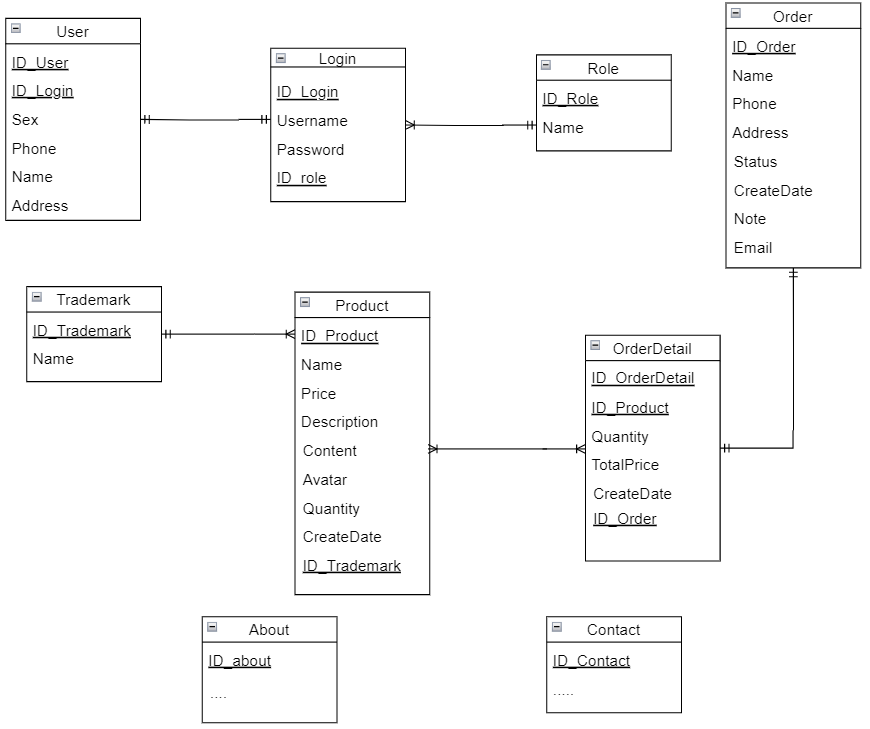 User
ID_User
ID_Login
Sex
Phone
Name
Address
Login
ID_Login
Username
Password
ID_role
Role
ID_Role
Name
Order
ID_Order
Name
Phone
Address
Status
CreateDate
Note
Email
Trademark
ID_Trademark
Name
Product
ID_Product
Name
Price
Description
Content
Avatar
Quantity
CreateDate
ID_Trademark
OrderDetail
ID_OrderDetail
ID_Product
Quantity
TotalPrice
CreateDate
ID_Order
About
ID_about
....
Contact
ID_Contact
.....